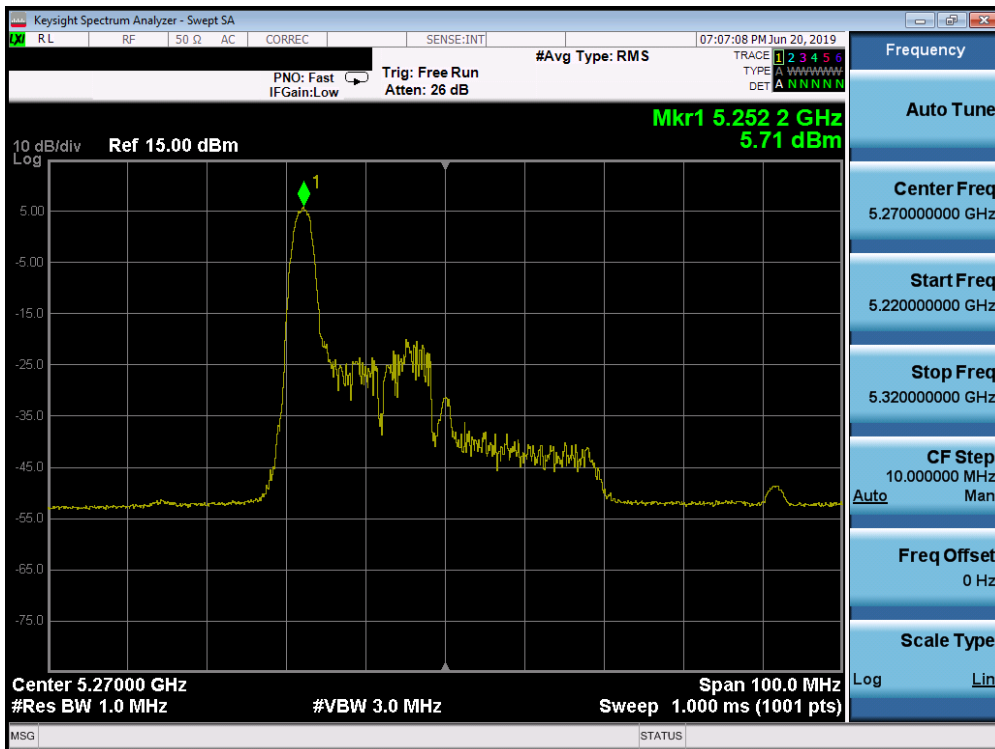 Keysight Spectrum Analyzer - Swept SA
LXI RL RF 50 Ω AC CORREC SENSE:INT 07:07:08 PM Jun 20, 2019
#Avg Type: RMS
TRACE 1 2 3 4 5 6
PNO: Fast Trig: Free Run TYPE A WWWWW
IFGain:Low Atten: 26 dB DET A N N N N N
Mkr1 5.252 2 GHz
5.71 dBm
10 dB/div Ref 15.00 dBm
Log
1
5.00
-5.00
-15.0
-25.0
-35.0
-45.0
-55.0
-65.0
-75.0
Center 5.27000 GHz Span 100.0 MHz
#Res BW 1.0 MHz #VBW 3.0 MHz Sweep 1.000 ms (1001 pts)
MSG STATUS
Frequency
Auto Tune
Center Freq
5.270000000 GHz
Start Freq
5.220000000 GHz
Stop Freq
5.320000000 GHz
CF Step
10.000000 MHz
Auto Man
Freq Offset
0 Hz
Scale Type
Log Lin